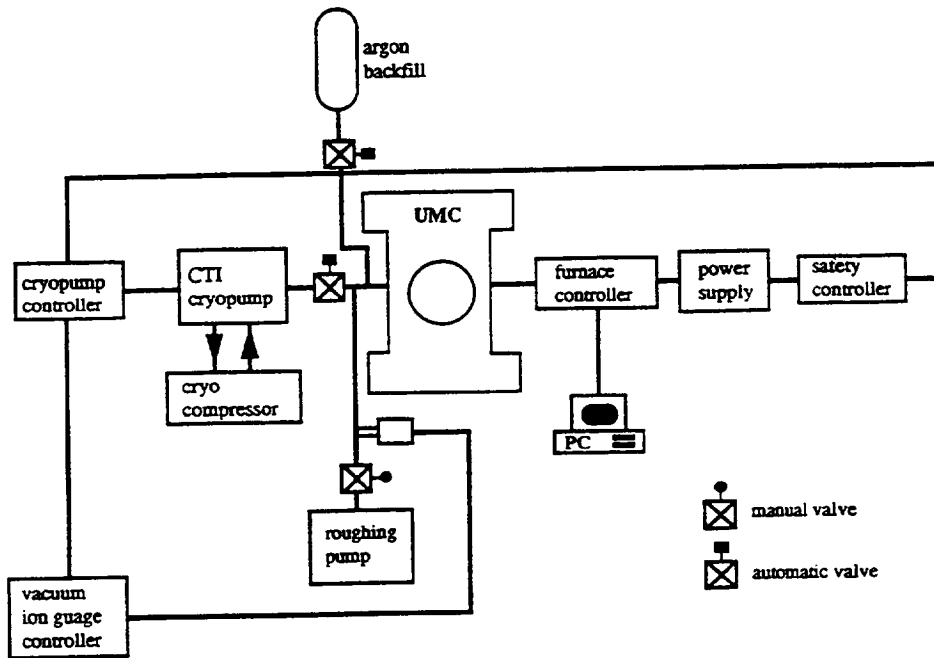 argon
backfill
UMC
cryopump
controller
CTI
cryopump
furnace
controller
power
supply
safety
controller
cryo
compressor
PC
roughing
pump
manual valve
automatic valve
vacuum
ion guage
controller